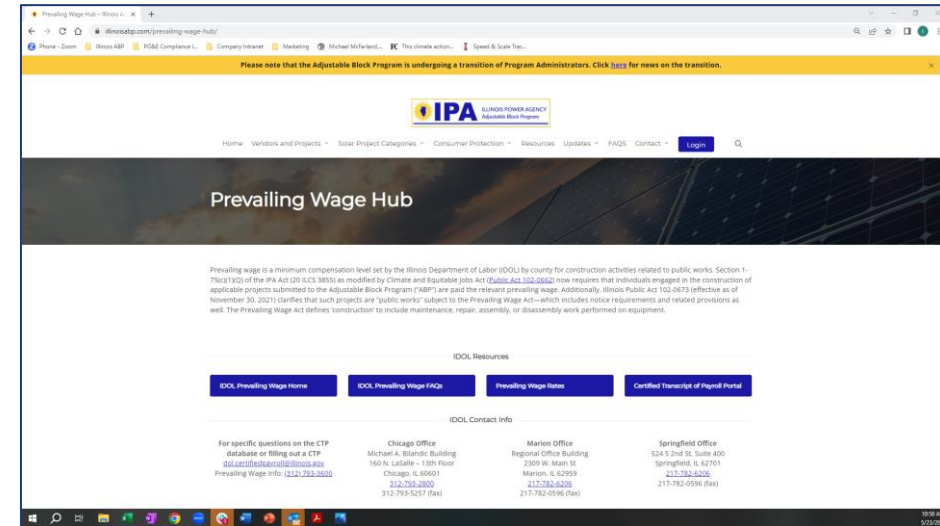 Prevailing Wage Hub – Illinois A
illinoisabp.com/prevailing-wage-hub/
Phone - Zoom Illinois ABP PG&E Compliance L... Company Intranet Marketing Michael McFarland,... This climate action... Speed & Scale Trac...
Please note that the Adjustable Block Program is undergoing a transition of Program Administrators. Click here for news on the transition.
IPA ILLINOIS POWER AGENCY
Adjustable Block Program
Home Vendors and Projects Solar Project Categories Consumer Protection Resources Updates FAQS Contact Login
Prevailing Wage Hub
Prevailing wage is a minimum compensation level set by the Illinois Department of Labor (IDOL) by county for construction activities related to public works. Section 1-
75(c)(1)(Q) of the IPA Act (20 ILCS 3855) as modified by Climate and Equitable Jobs Act (Public Act 102-0662) now requires that individuals engaged in the construction of
applicable projects submitted to the Adjustable Block Program ("ABP") are paid the relevant prevailing wage. Additionally, Illinois Public Act 102-0673 (effective as of
November 30, 2021) clarifies that such projects are "public works" subject to the Prevailing Wage Act—which includes notice requirements and related provisions as
well. The Prevailing Wage Act defines 'construction' to include maintenance, repair, assembly, or disassembly work performed on equipment.
IDOL Resources
IDOL Prevailing Wage Home IDOL Prevailing Wage FAQs Prevailing Wage Rates Certified Transcript of Payroll Portal
IDOL Contact Info
For specific questions on the CTP
database or filling out a CTP
dol.certifiedpayroll@illinois.gov
Prevailing Wage Info: (312) 793-3600
Chicago Office
Michael A. Bilandic Building
160 N. LaSalle – 13th Floor
Chicago, IL 60601
312-793-2800
312-793-5257 (fax)
Marion Office
Regional Office Building
2309 W. Main St
Marion, IL 62959
217-782-6206
217-782-0596 (fax)
Springfield Office
524 S 2nd St, Suite 400
Springfield, IL 62701
217-782-6206
217-782-0596 (fax)
10:58 A
5/23/20